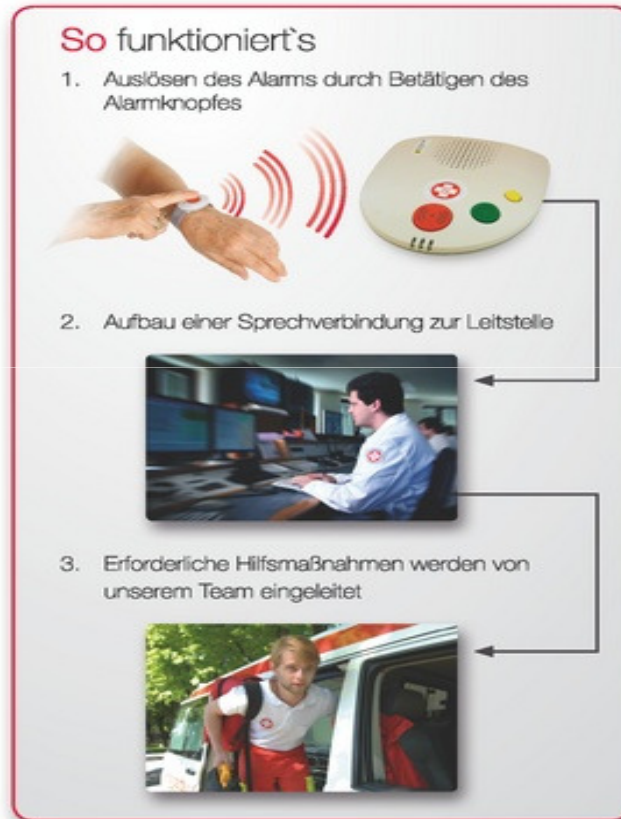 So funktioniert`s
1. Auslösen des Alarms durch Betätigen des
Alarmknopfes
2. Aufbau einer Sprechverbindung zur Leitstelle
3. Erforderliche Hilfsmaßnahmen werden von
unserem Team eingeleitet